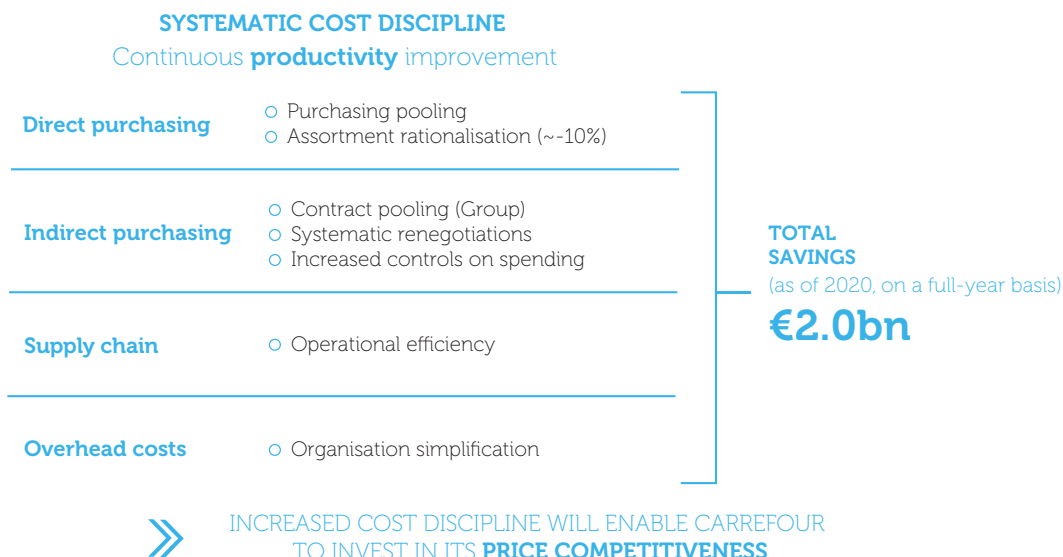 SYSTEMATIC COST DISCIPLINE
Continuous productivity improvement
Direct purchasing
Purchasing pooling
Assortment rationalisation (~-10%)
Indirect purchasing
Contract pooling (Group)
Systematic renegotiations
Increased controls on spending
Supply chain
Operational efficiency
Overhead costs
Organisation simplification
TOTAL
SAVINGS
(as of 2020, on a full-year basis)
€2.0bn
INCREASED COST DISCIPLINE WILL ENABLE CARREFOUR
TO INVEST IN ITS PRICE COMPETITIVENESS